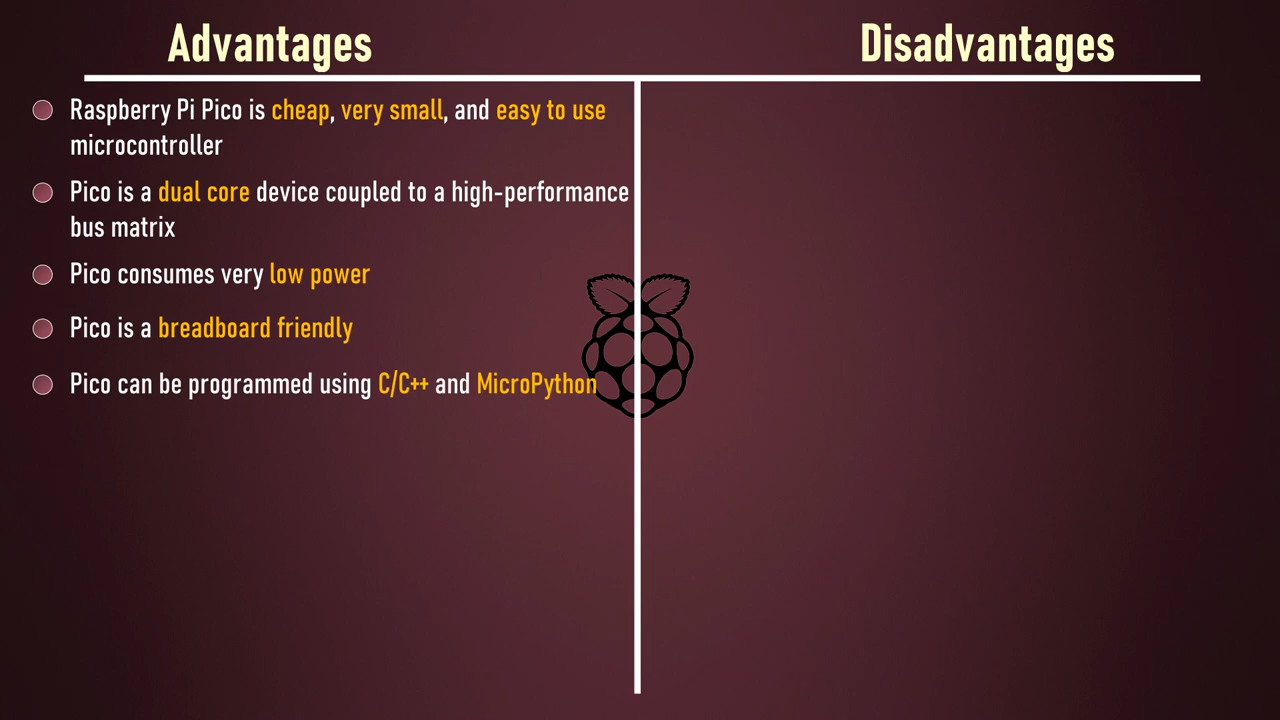 Advantages
Disadvantages
Raspberry Pi Pico is cheap, very small, and easy to use
microcontroller
Pico is a dual core device coupled to a high-performance
bus matrix
Pico consumes very low power
Pico is a breadboard friendly
Pico can be programmed using C/C++ and MicroPython